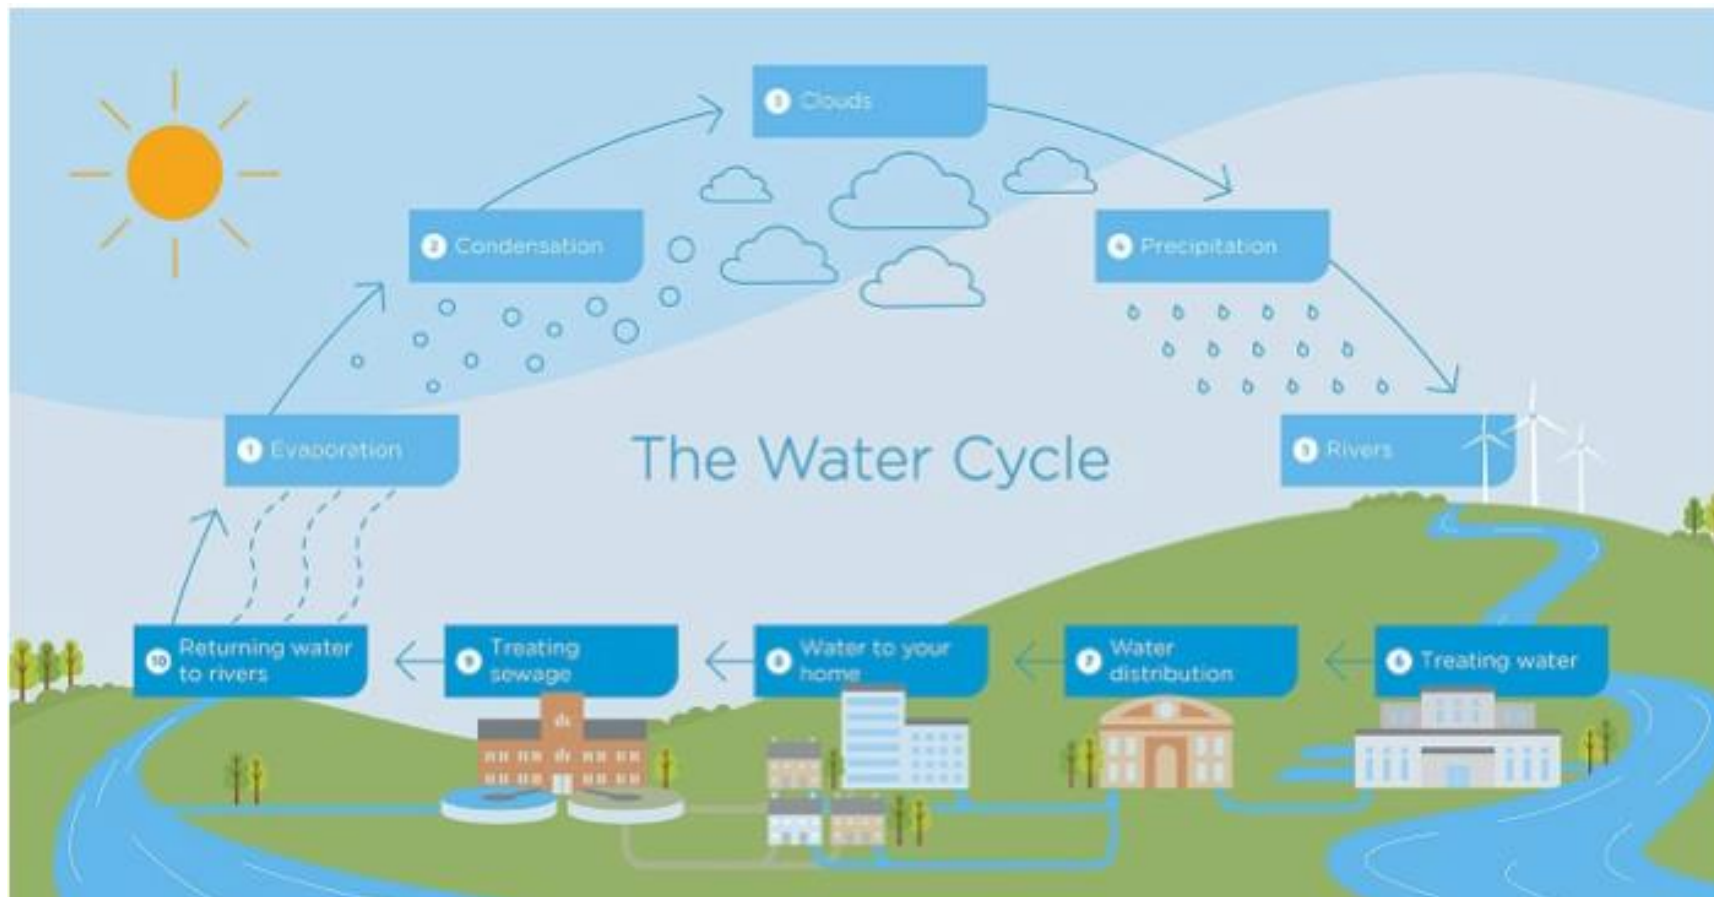 3 Clouds
2 Condensation
4 Precipitation
1 Evaporation
The Water Cycle
5 Rivers
10 Returning water
to rivers
9 Treating
sewage
8 Water to your
home
7 Water
distribution
6 Treating water